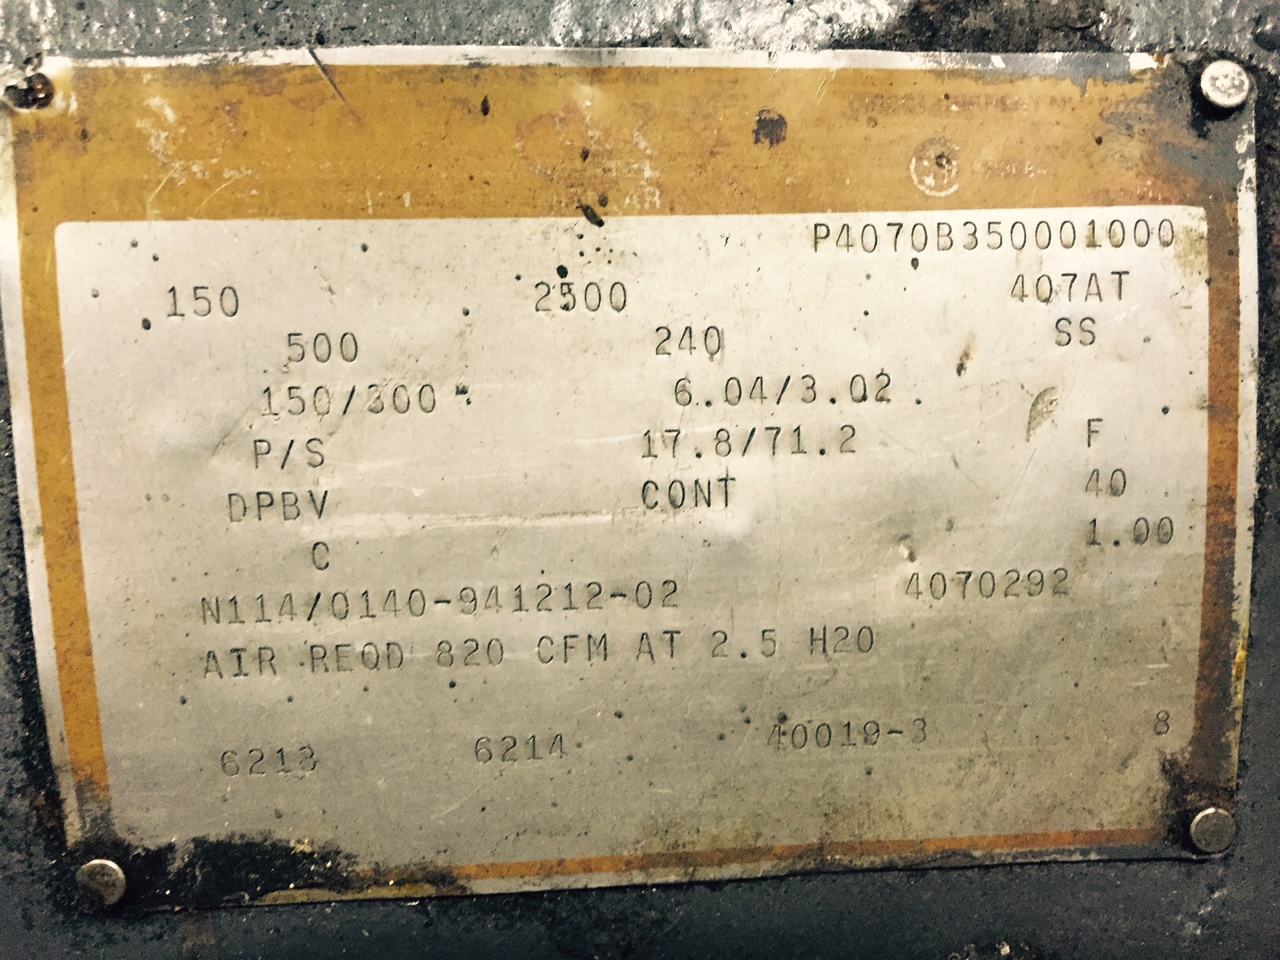 P4070B350001000
150 2500 407AT
500 240 SS
150/300 6.04/3.02
P/S 17.8/71.2 F
DPBV CONT 40
C 1.00
N114/0140-941212-02 4070292
AIR REQD 820 CFM AT 2.5 H20
6213 6214 40019-3 8